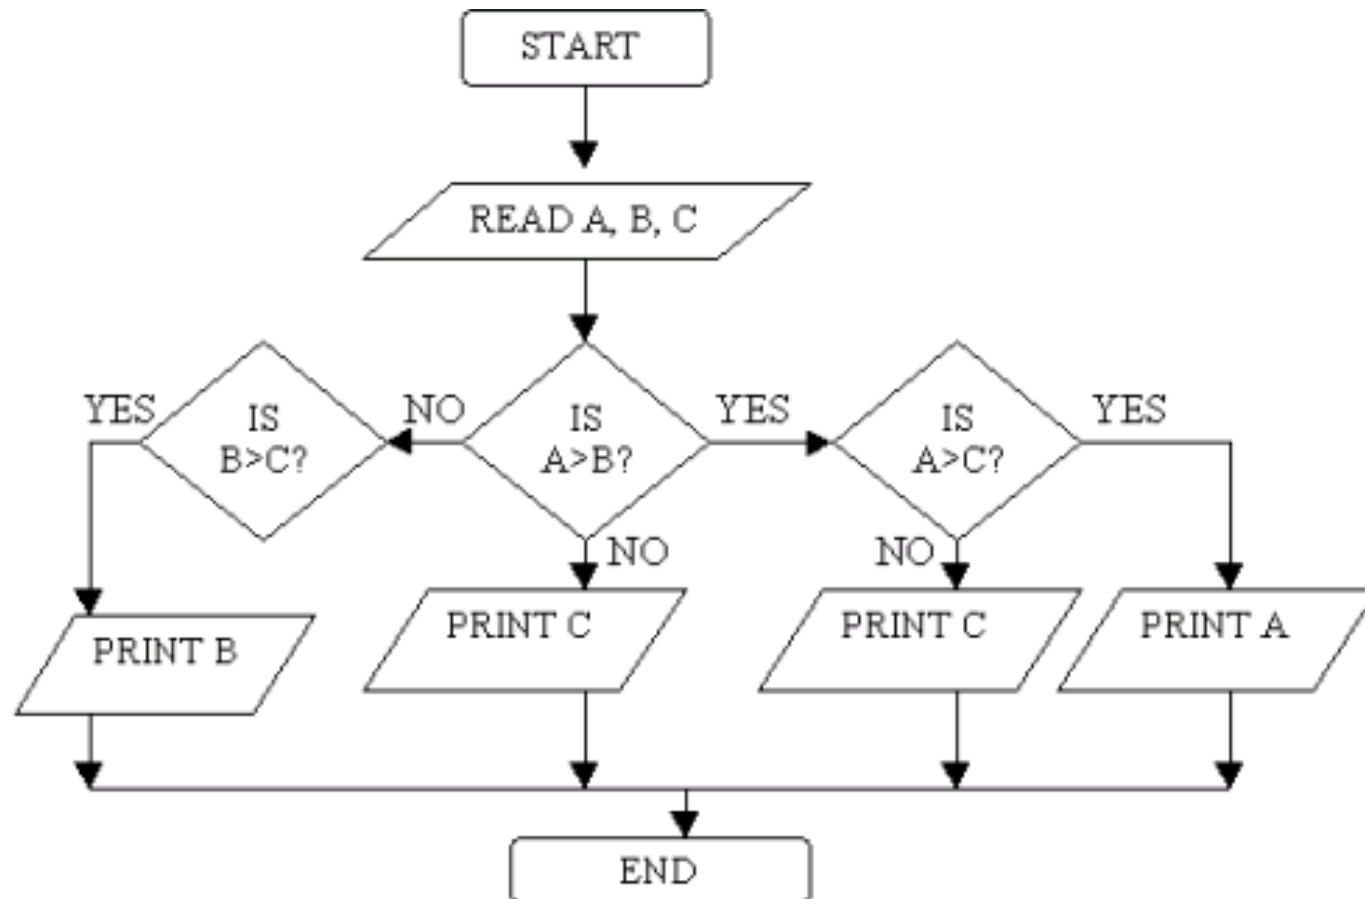 START
READ A, B, C
YES
IS
B>C?
NO
IS
A>B?
YES
IS
A>C?
YES
NO
NO
PRINT B
PRINT C
PRINT C
PRINT A
END